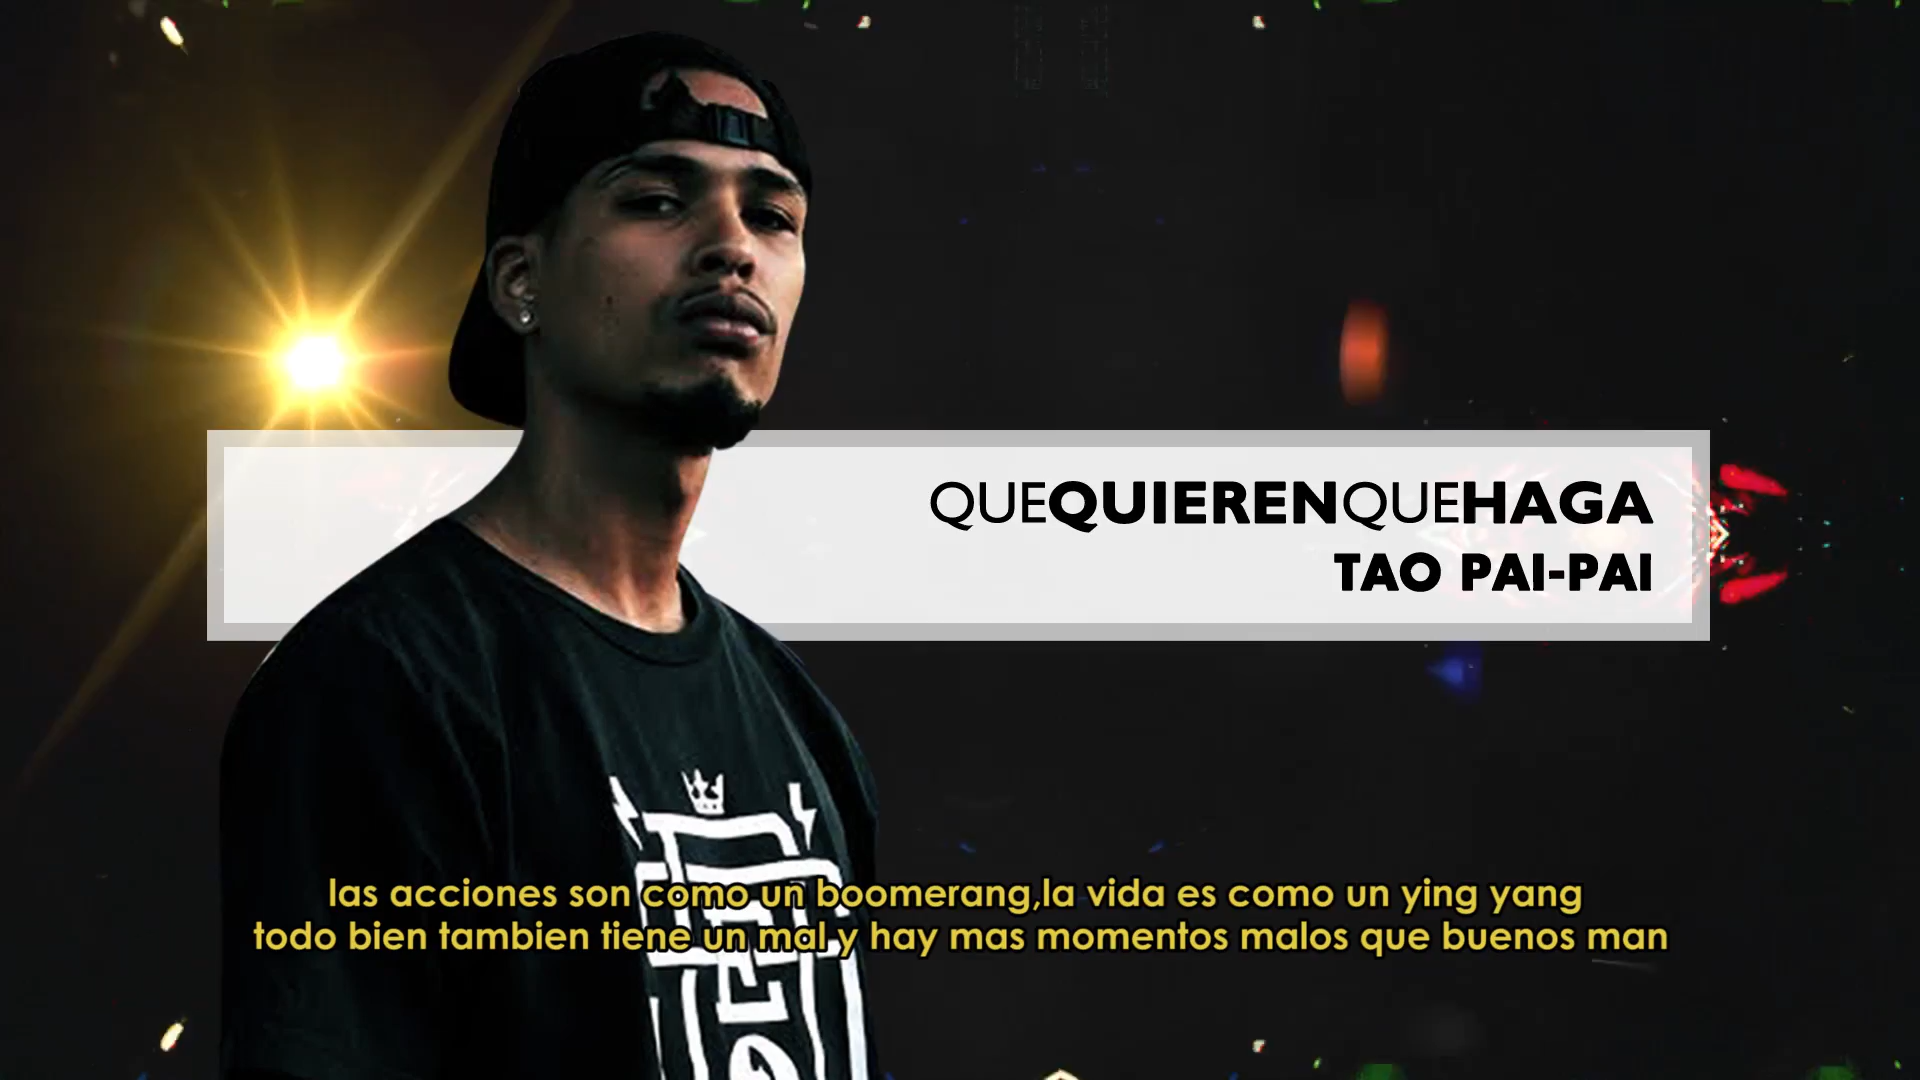 QUEQUIERENQUEHAGA
TAO PAI-PAI
las acciones son como un boomerang,la vida es como un ying yang
todo bien tambien tiene un mal y hay mas momentos malos que buenos man